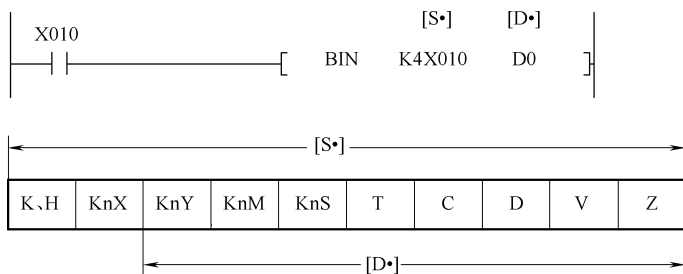 [S•] [D•]
X010
BIN K4X010 D0
[S•]
K、H KnX KnY KnM KnS T C D V Z
[D•]